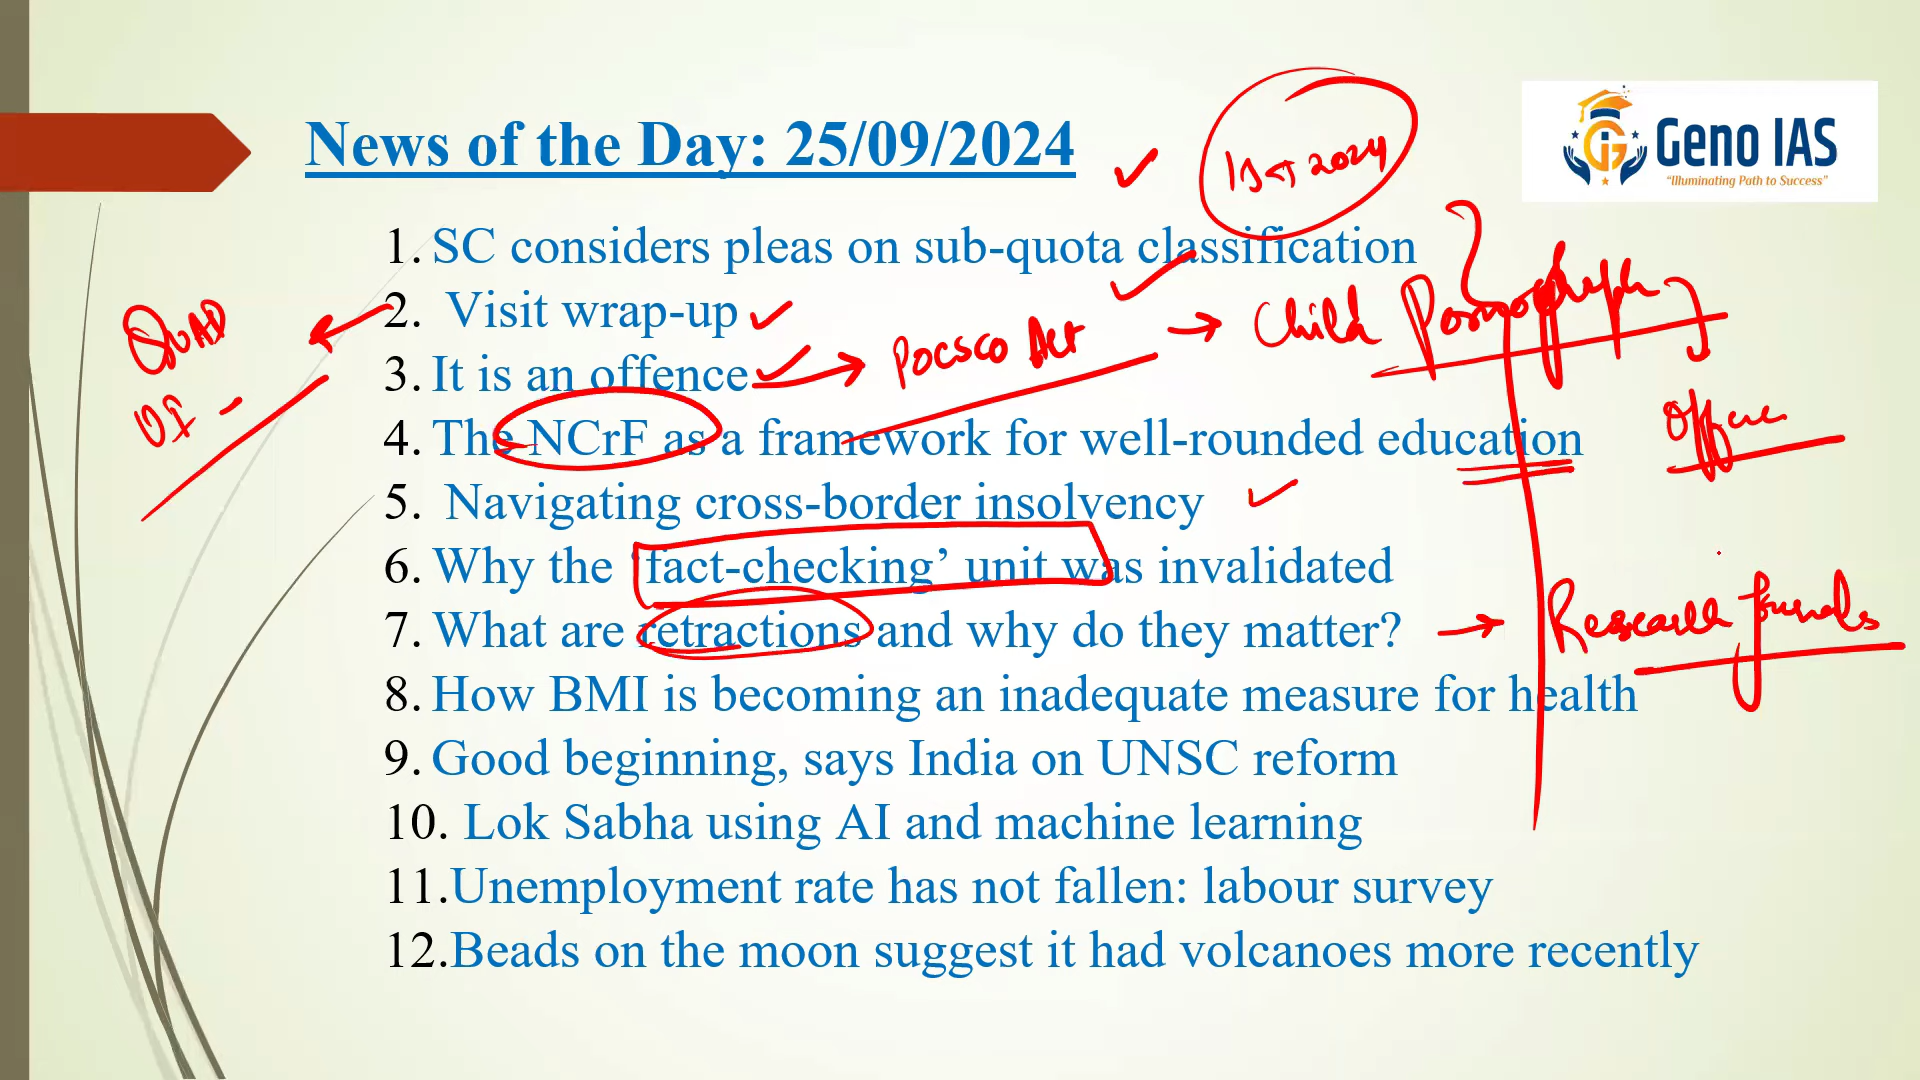 News of the Day: 25/09/2024
Geno IAS
"Illuminating Path to Success"
1. SC considers pleas on sub-quota classification
2. Visit wrap-up
3. It is an offence
4. The NCrF as a framework for well-rounded education
5. Navigating cross-border insolvency
6. Why the ‘fact-checking’ unit was invalidated
7. What are retractions and why do they matter?
8. How BMI is becoming an inadequate measure for health
9. Good beginning, says India on UNSC reform
10. Lok Sabha using AI and machine learning
11. Unemployment rate has not fallen: labour survey
12. Beads on the moon suggest it had volcanoes more recently
2024
QUAD
Pocsco Act
Child
Research